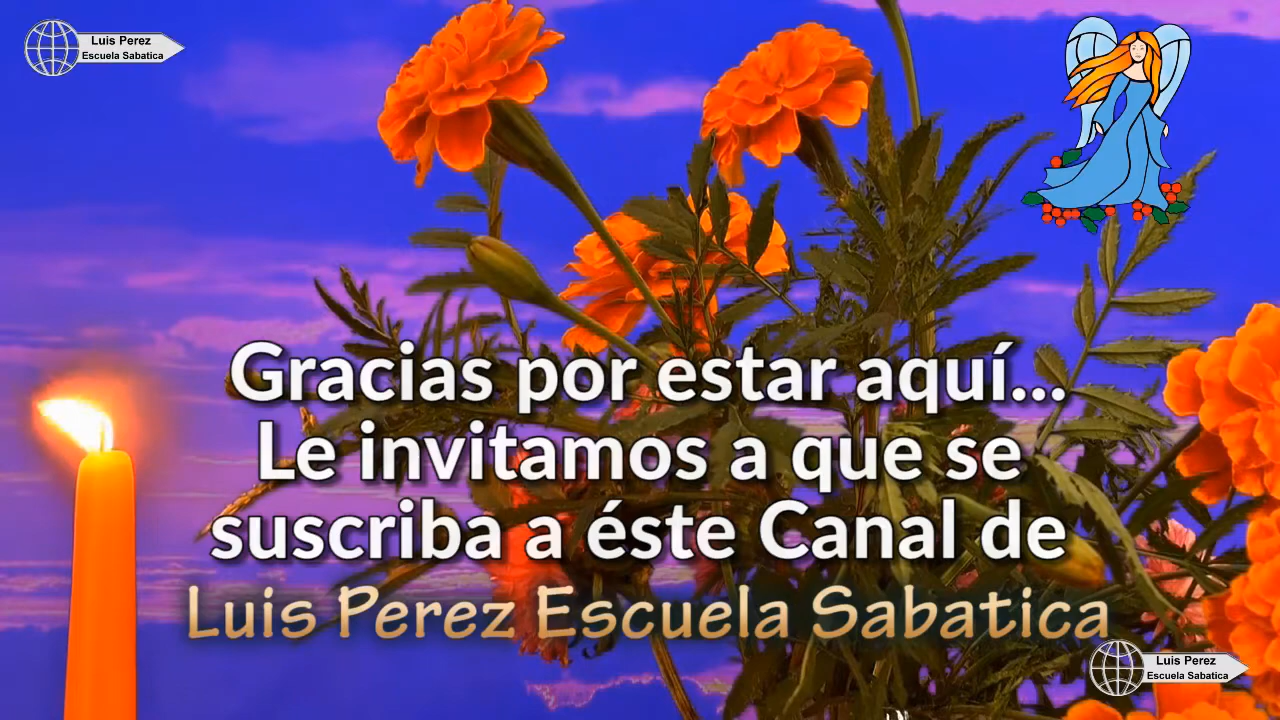 Luis Perez
Escuela Sabatica
Gracias por estar aquí...
Le invitamos a que se
suscriba a éste Canal de
Luis Perez Escuela Sabatica
Luis Perez
Escuela Sabatica